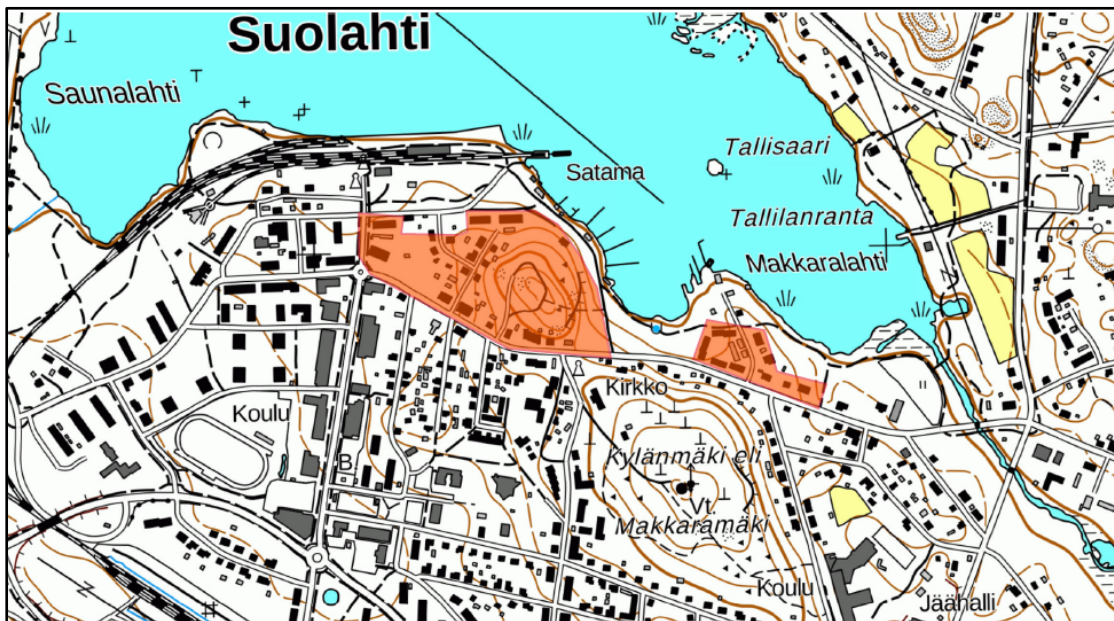 Suolahti
Saunalahti
Tallisaari
Satama
Tallilanranta
Makkaralahti
Kirkko
Koulu
Kylänmäki eli
B.
Vt.
Makkaramäki
Koulu
Jäähalli